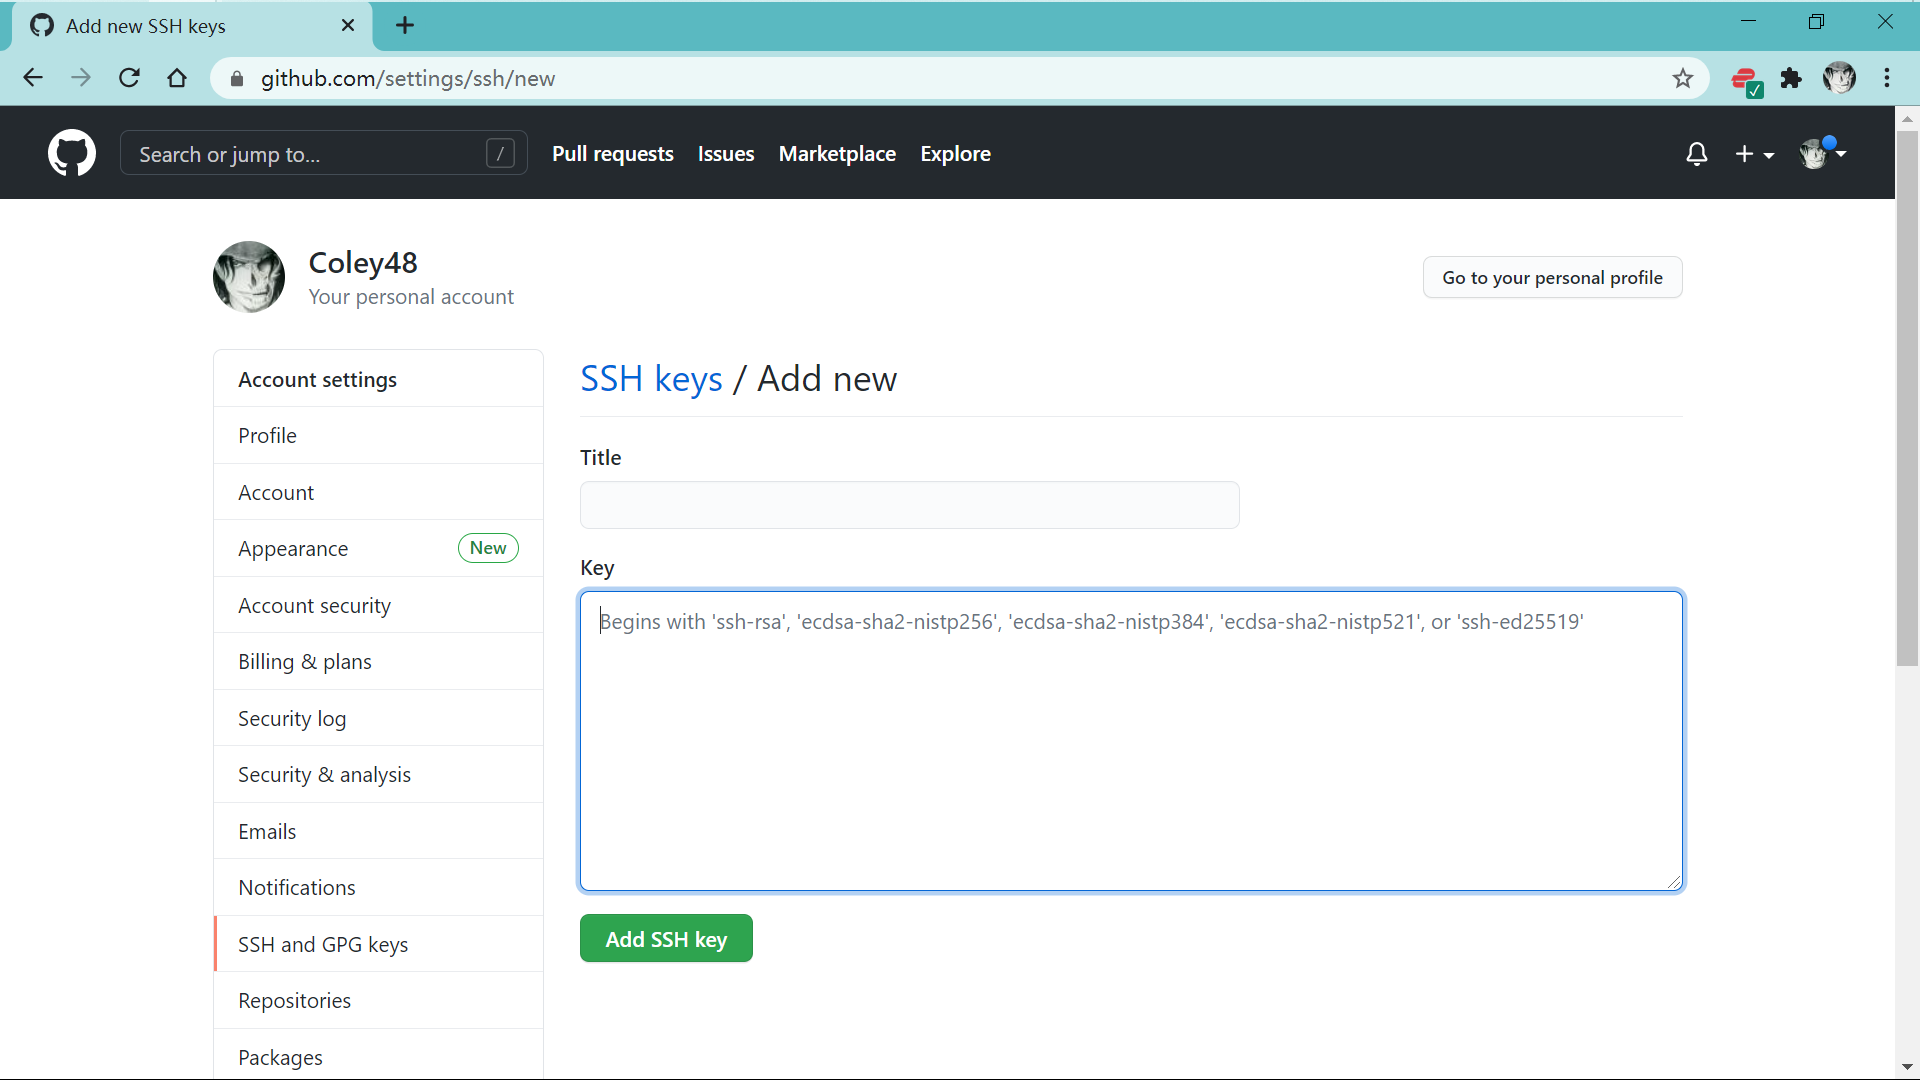 Add new SSH keys
github.com/settings/ssh/new
Search or jump to... /
Pull requests Issues Marketplace Explore
Coley48
Your personal account
Go to your personal profile
Account settings
Profile
Account
Appearance New
Account security
Billing & plans
Security log
Security & analysis
Emails
Notifications
SSH and GPG keys
Repositories
Packages
SSH keys / Add new
Title
Key
Begins with 'ssh-rsa', 'ecdsa-sha2-nistp256', 'ecdsa-sha2-nistp384', 'ecdsa-sha2-nistp521', or 'ssh-ed25519'
Add SSH key